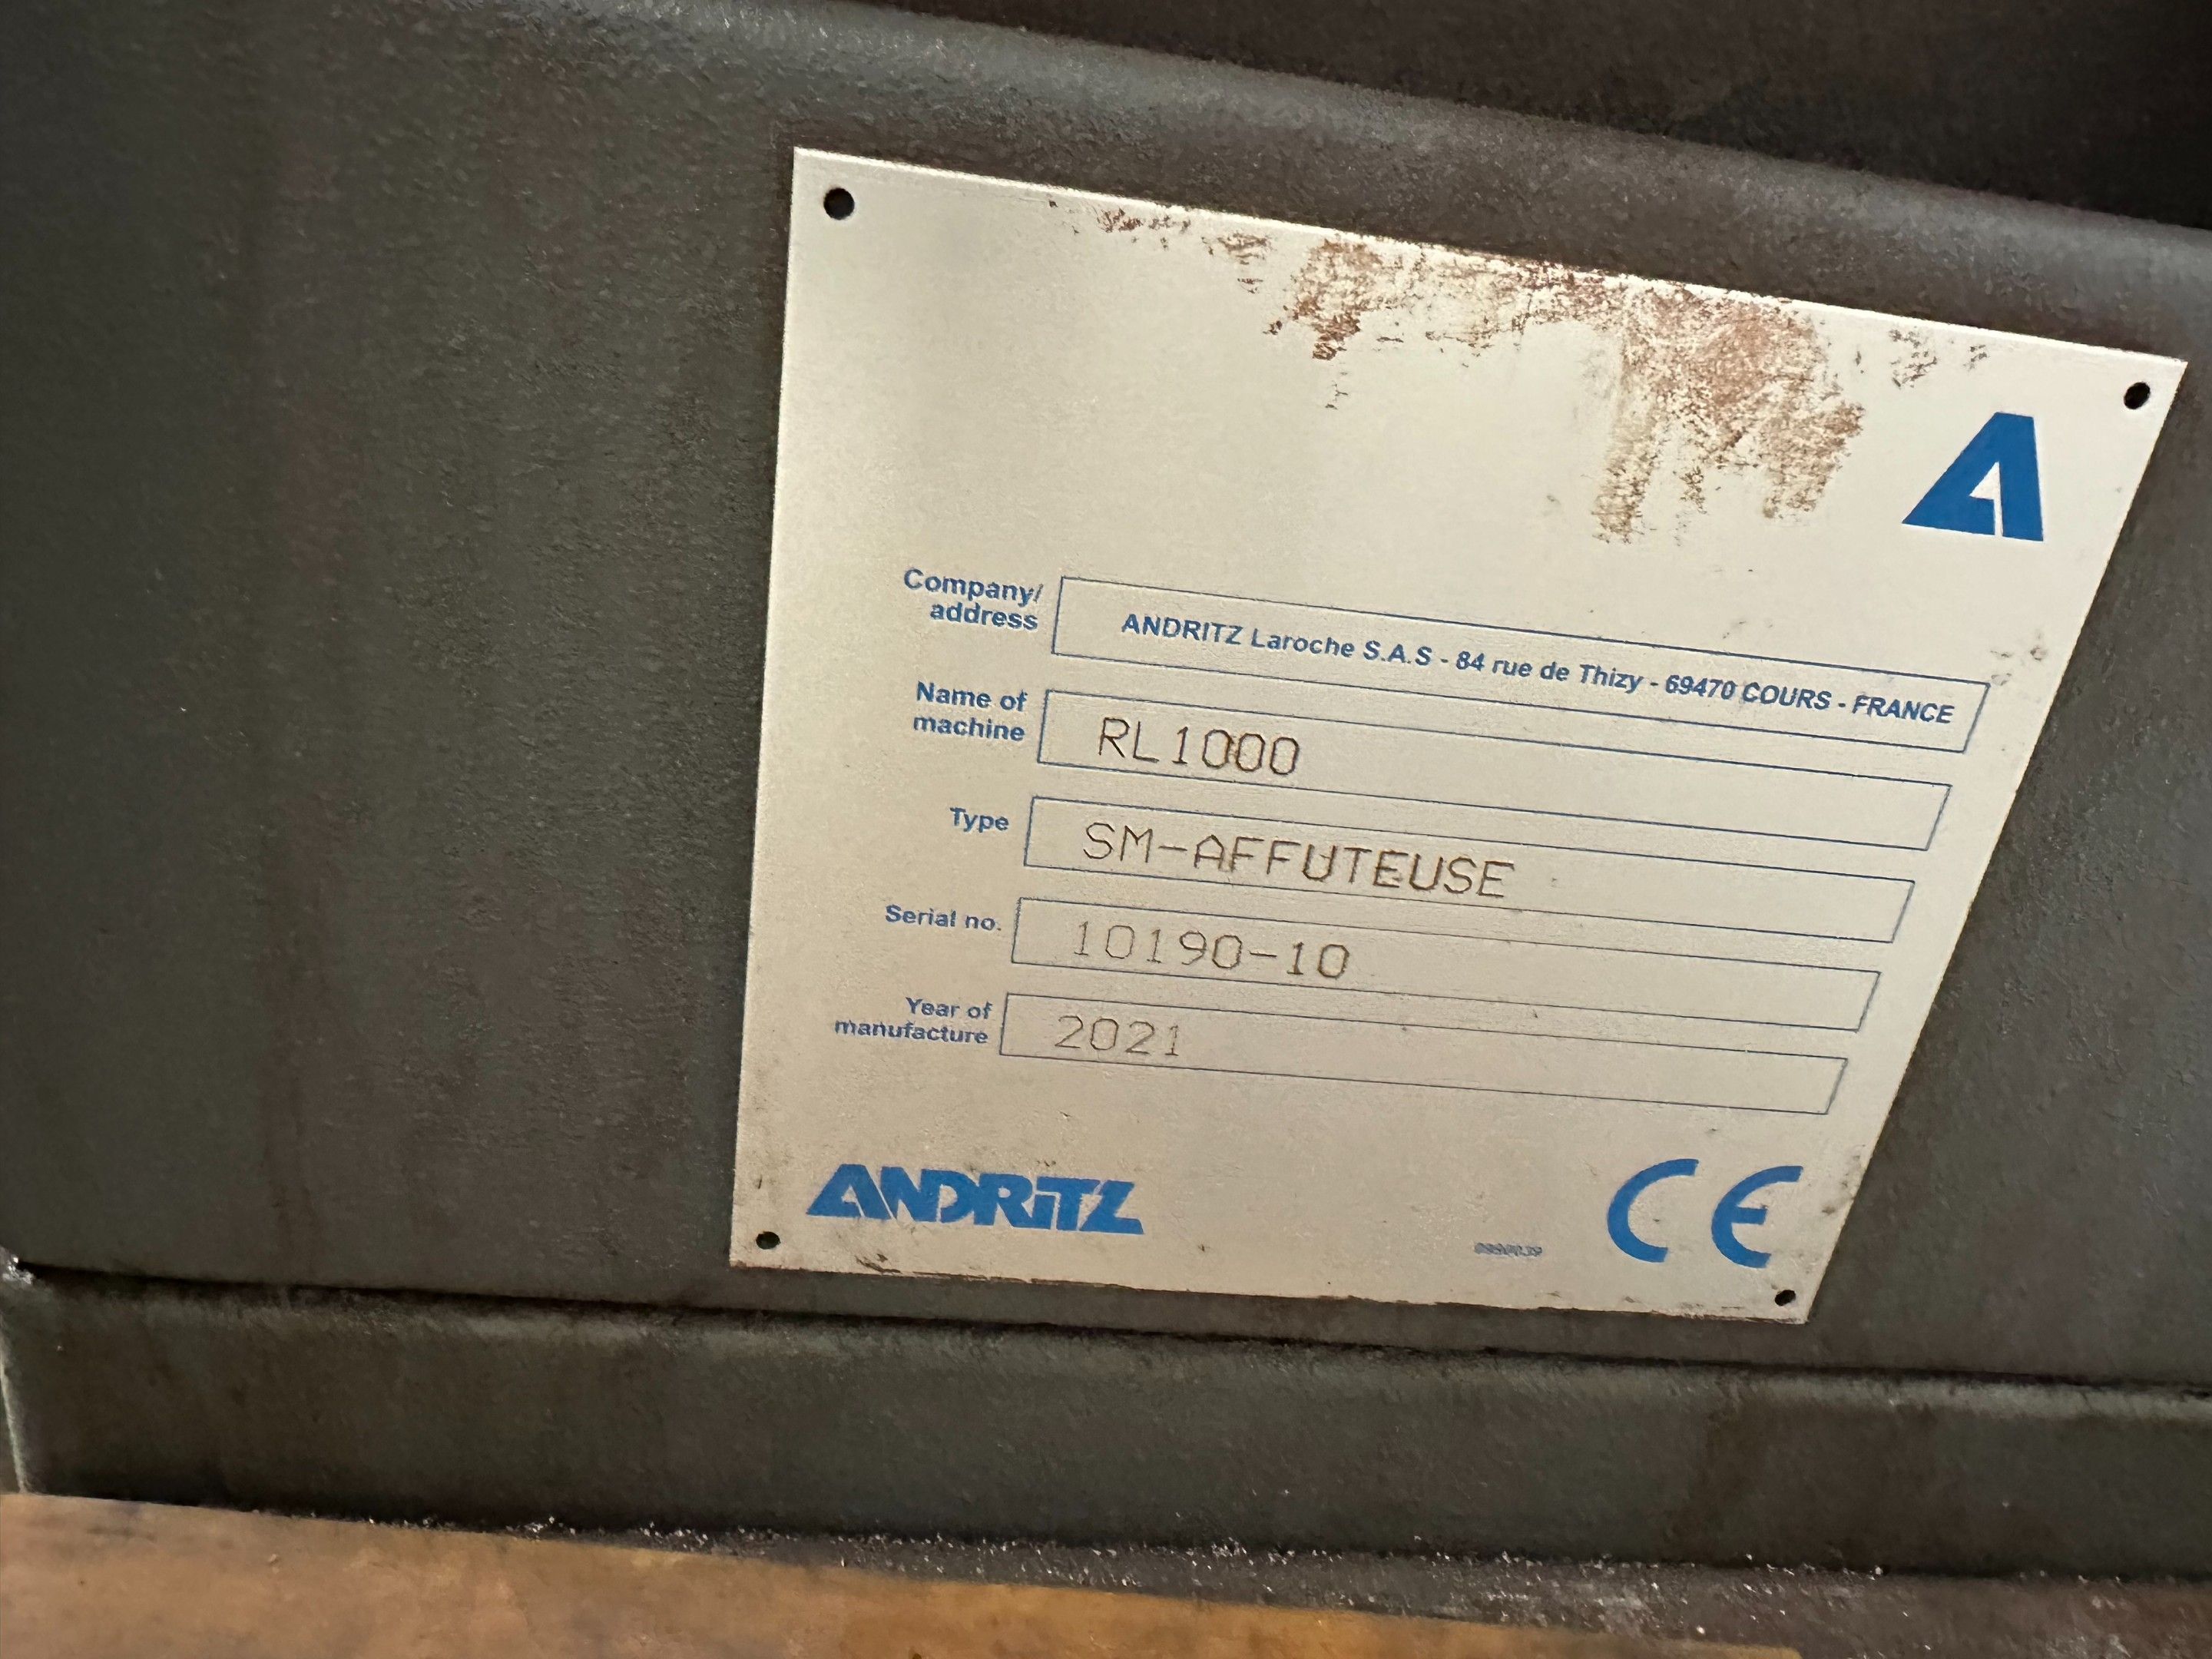 Company/
address
ANDRITZ Laroche S.A.S - 84 rue de Thizy - 69470 COURS - FRANCE
Name of
machine
RL1000
Type
SM-AFFUTEUSE
Serial no.
10190-10
Year of
manufacture
2021
ANDRITZ
CE